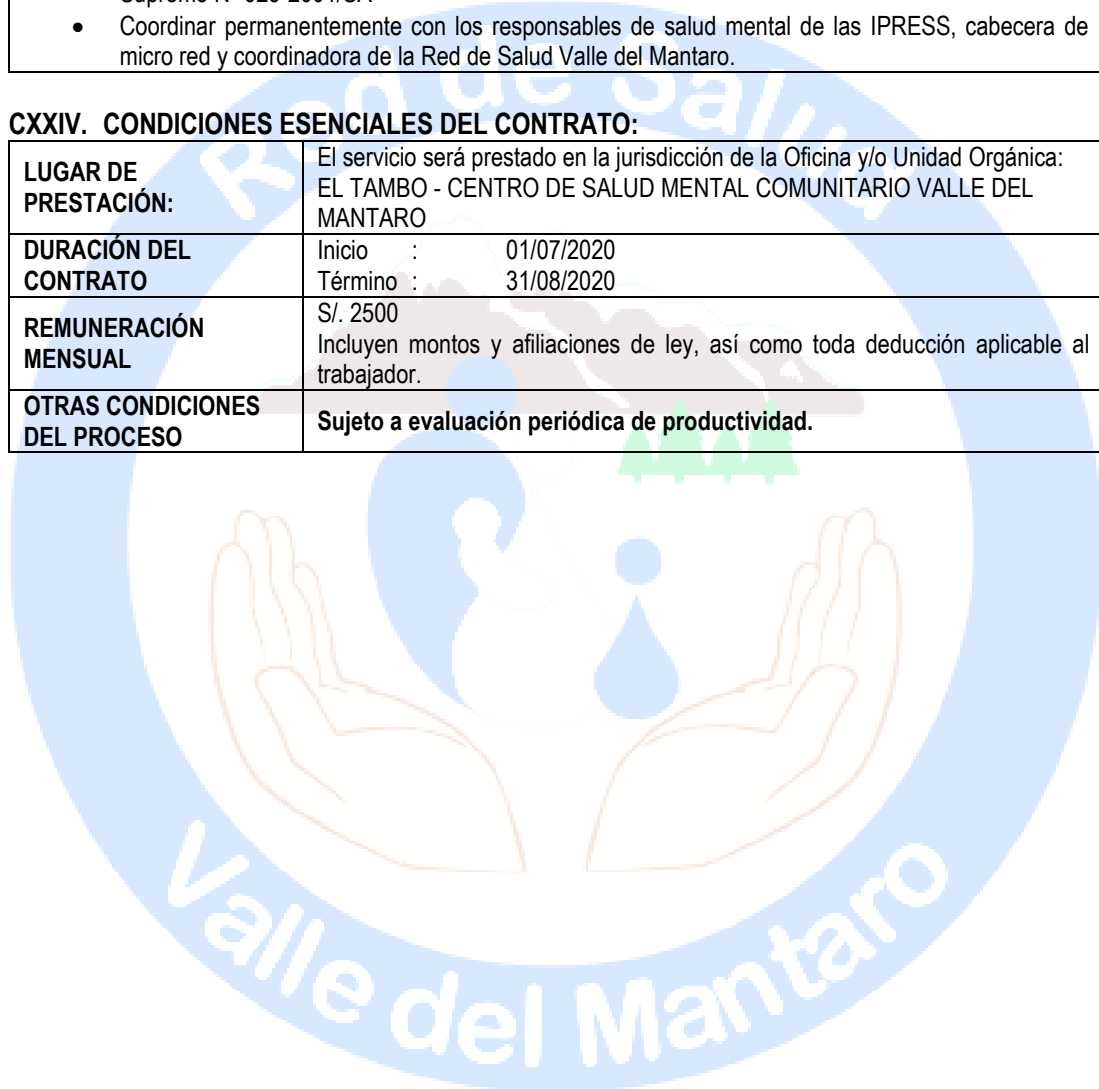 • Coordinar permanentemente con los responsables de salud mental de las IPRESS, cabecera de
micro red y coordinadora de la Red de Salud Valle del Mantaro.
CXXIV. CONDICIONES ESENCIALES DEL CONTRATO:
LUGAR DE
PRESTACIÓN:
El servicio será prestado en la jurisdicción de la Oficina y/o Unidad Orgánica:
EL TAMBO - CENTRO DE SALUD MENTAL COMUNITARIO VALLE DEL
MANTARO
DURACIÓN DEL
CONTRATO
Inicio : 01/07/2020
Término : 31/08/2020
REMUNERACIÓN
MENSUAL
S/. 2500
Incluyen montos y afiliaciones de ley, así como toda deducción aplicable al
trabajador.
OTRAS CONDICIONES
DEL PROCESO
Sujeto a evaluación periódica de productividad.
Red de Salud
Valle del Mantaro